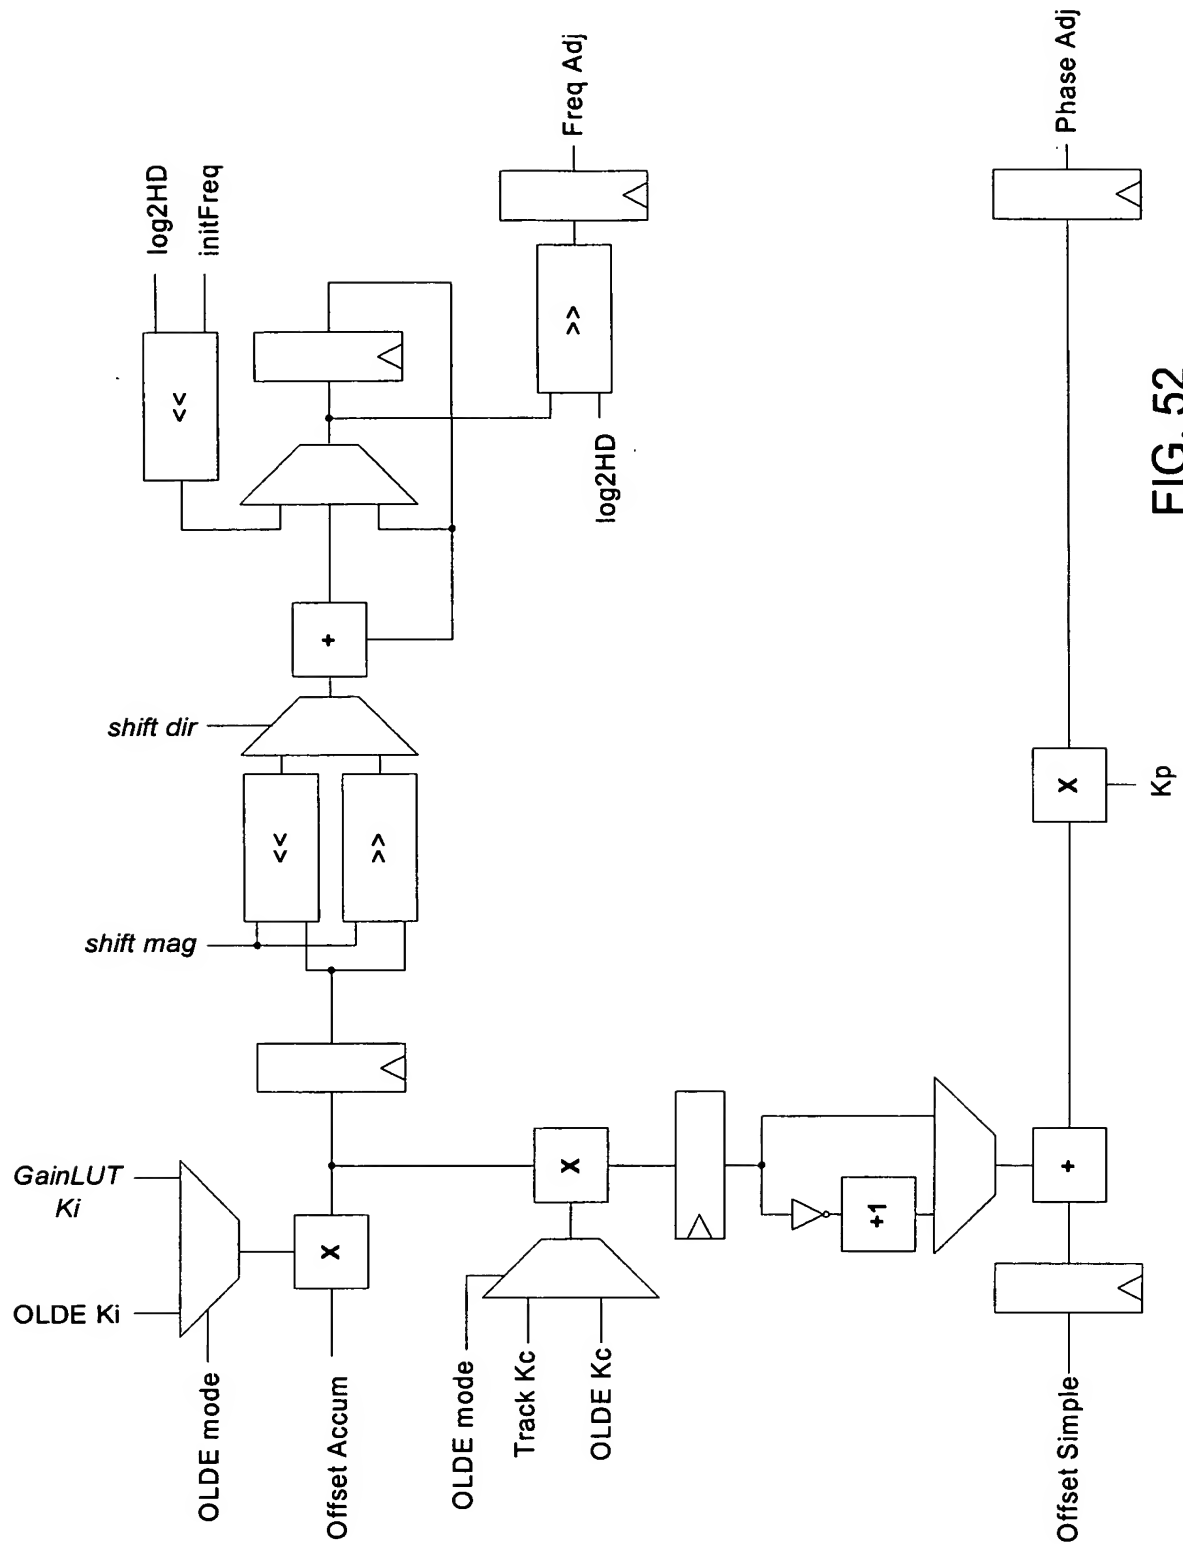 OLDE mode
OLDE Ki
GainLUT
Ki
Offset Accum
X
shift mag
<<
>>
shift dir
+
<<
log2HD
initFreq
log2HD
>>
Freq Adj
OLDE mode
Track Kc
OLDE Kc
X
+1
Offset Simple
+
X
Kp
Phase Adj
FIG. 52